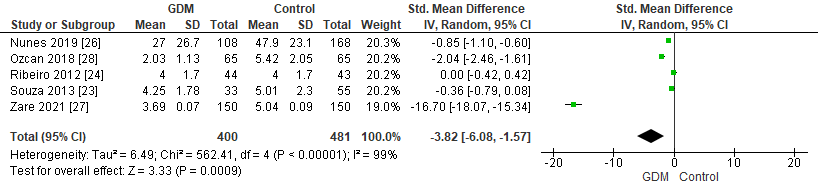 GDM Control Std. Mean Difference Std. Mean Difference
Study or Subgroup Mean SD Total Mean SD Total Weight IV, Random, 95% CI IV, Random, 95% CI
Nunes 2019 [26] 27 26.7 108 47.9 23.1 168 20.3% -0.85 [-1.10, -0.60]
Ozcan 2018 [28] 2.03 1.13 65 5.42 2.05 65 20.2% -2.04 [-2.46, -1.61]
Ribeiro 2012 [24] 4 1.7 44 4 1.7 43 20.2% 0.00 [-0.42, 0.42]
Souza 2013 [23] 4.25 1.78 33 5.01 2.3 55 20.2% -0.36 [-0.79, 0.08]
Zare 2021 [27] 3.69 0.07 150 5.04 0.09 150 19.0% -16.70 [-18.07, -15.34]
Total (95% CI) 400 481 100.0% -3.82 [-6.08, -1.57]
Heterogeneity: Tau² = 6.49; Chi² = 562.41, df = 4 (P < 0.00001); I² = 99%
Test for overall effect: Z = 3.33 (P = 0.0009)
-20 -10 0 10 20
GDM Control